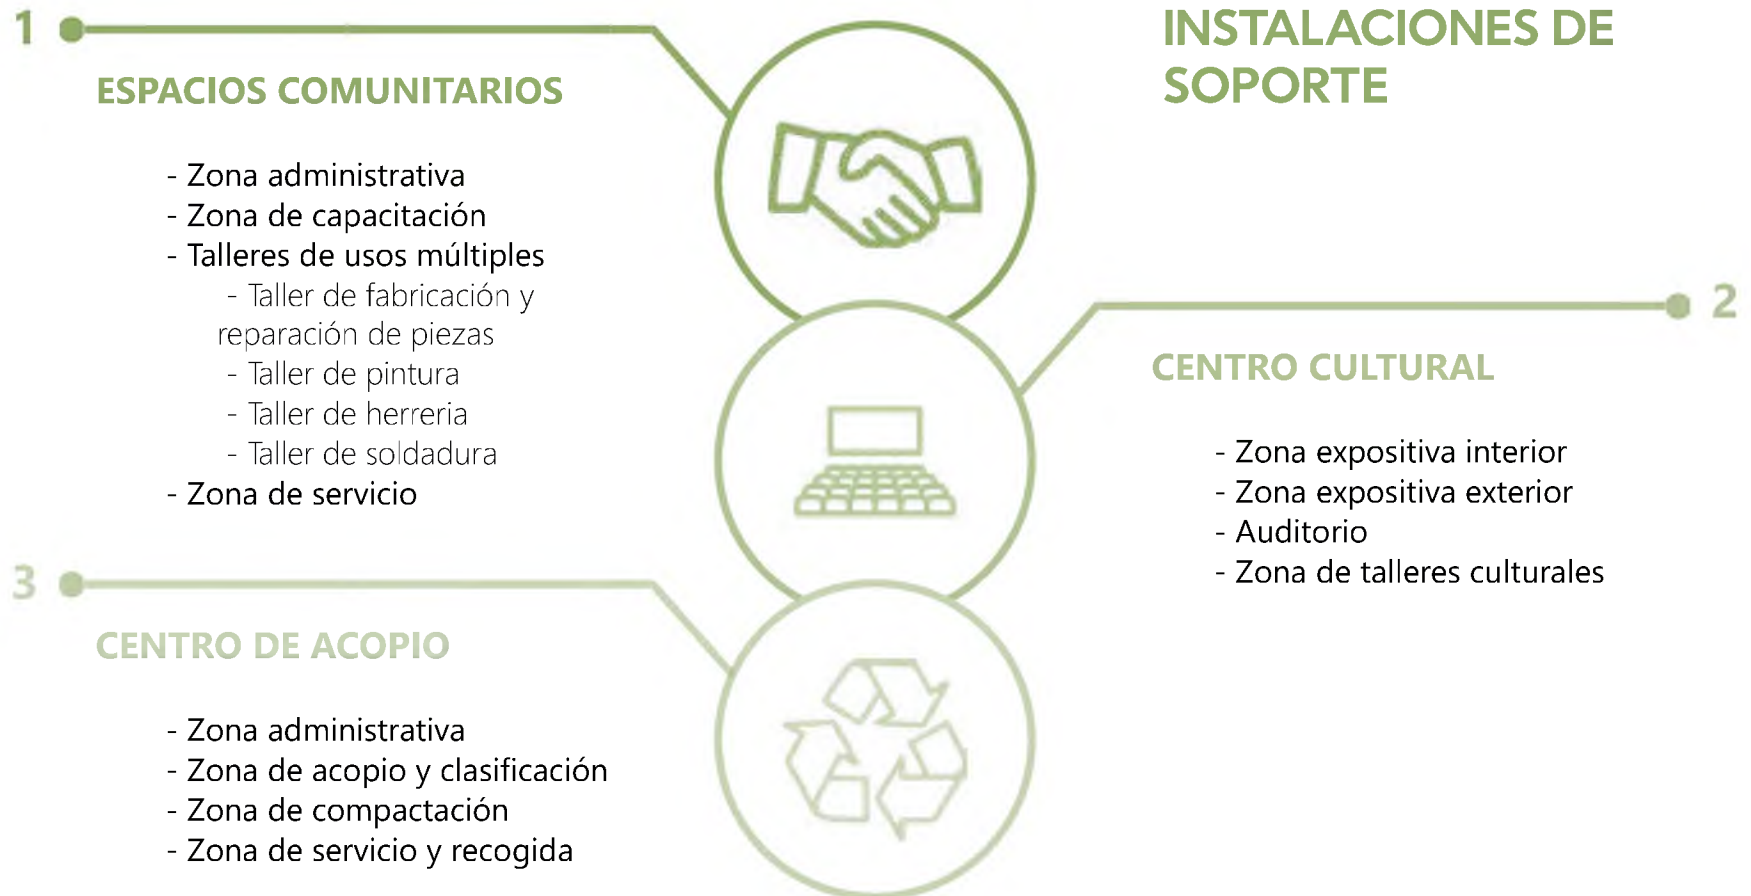 INSTALACIONES DE
SOPORTE
1
ESPACIOS COMUNITARIOS
- Zona administrativa
- Zona de capacitación
- Talleres de usos múltiples
- Taller de fabricación y
reparación de piezas
- Taller de pintura
- Taller de herreria
- Taller de soldadura
- Zona de servicio
2
CENTRO CULTURAL
- Zona expositiva interior
- Zona expositiva exterior
- Auditorio
- Zona de talleres culturales
3
CENTRO DE ACOPIO
- Zona administrativa
- Zona de acopio y clasificación
- Zona de compactación
- Zona de servicio y recogida